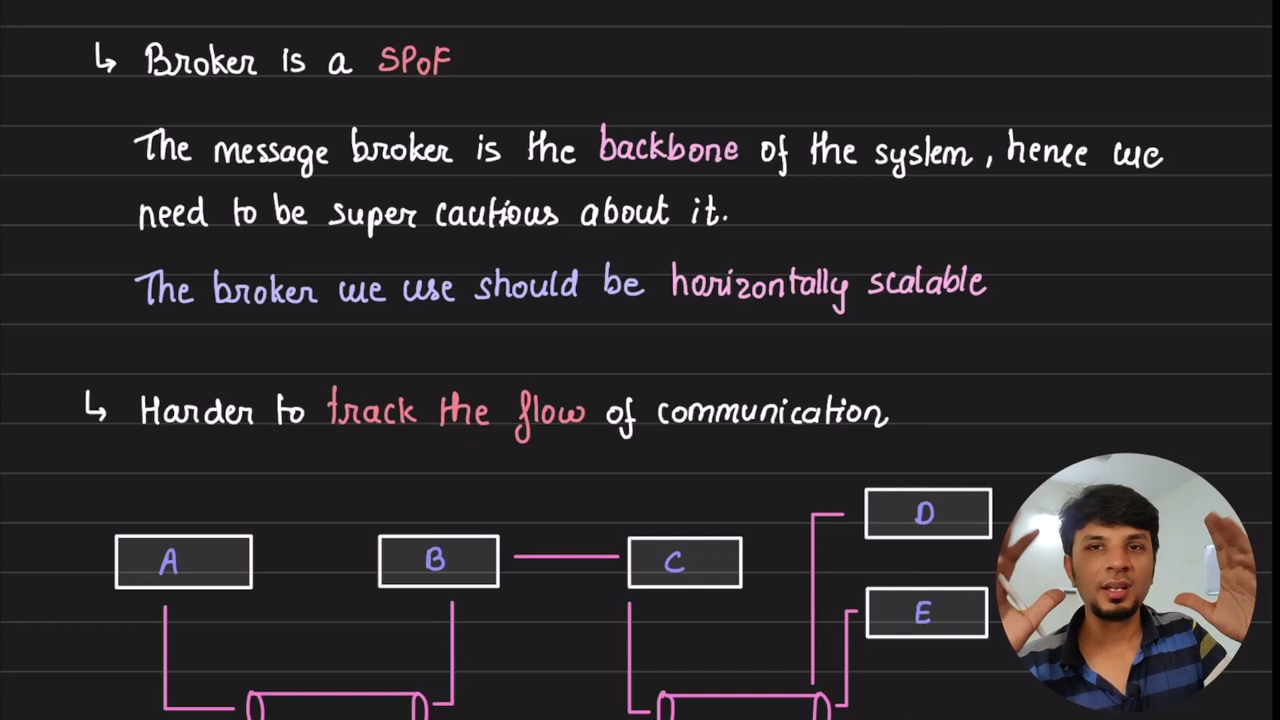 ↳ Broker is a SPoF
The message broker is the backbone of the system, hence we
need to be super cautious about it.
The broker we use should be horizontally scalable
↳ Harder to track the flow of communication
D
A B C
E